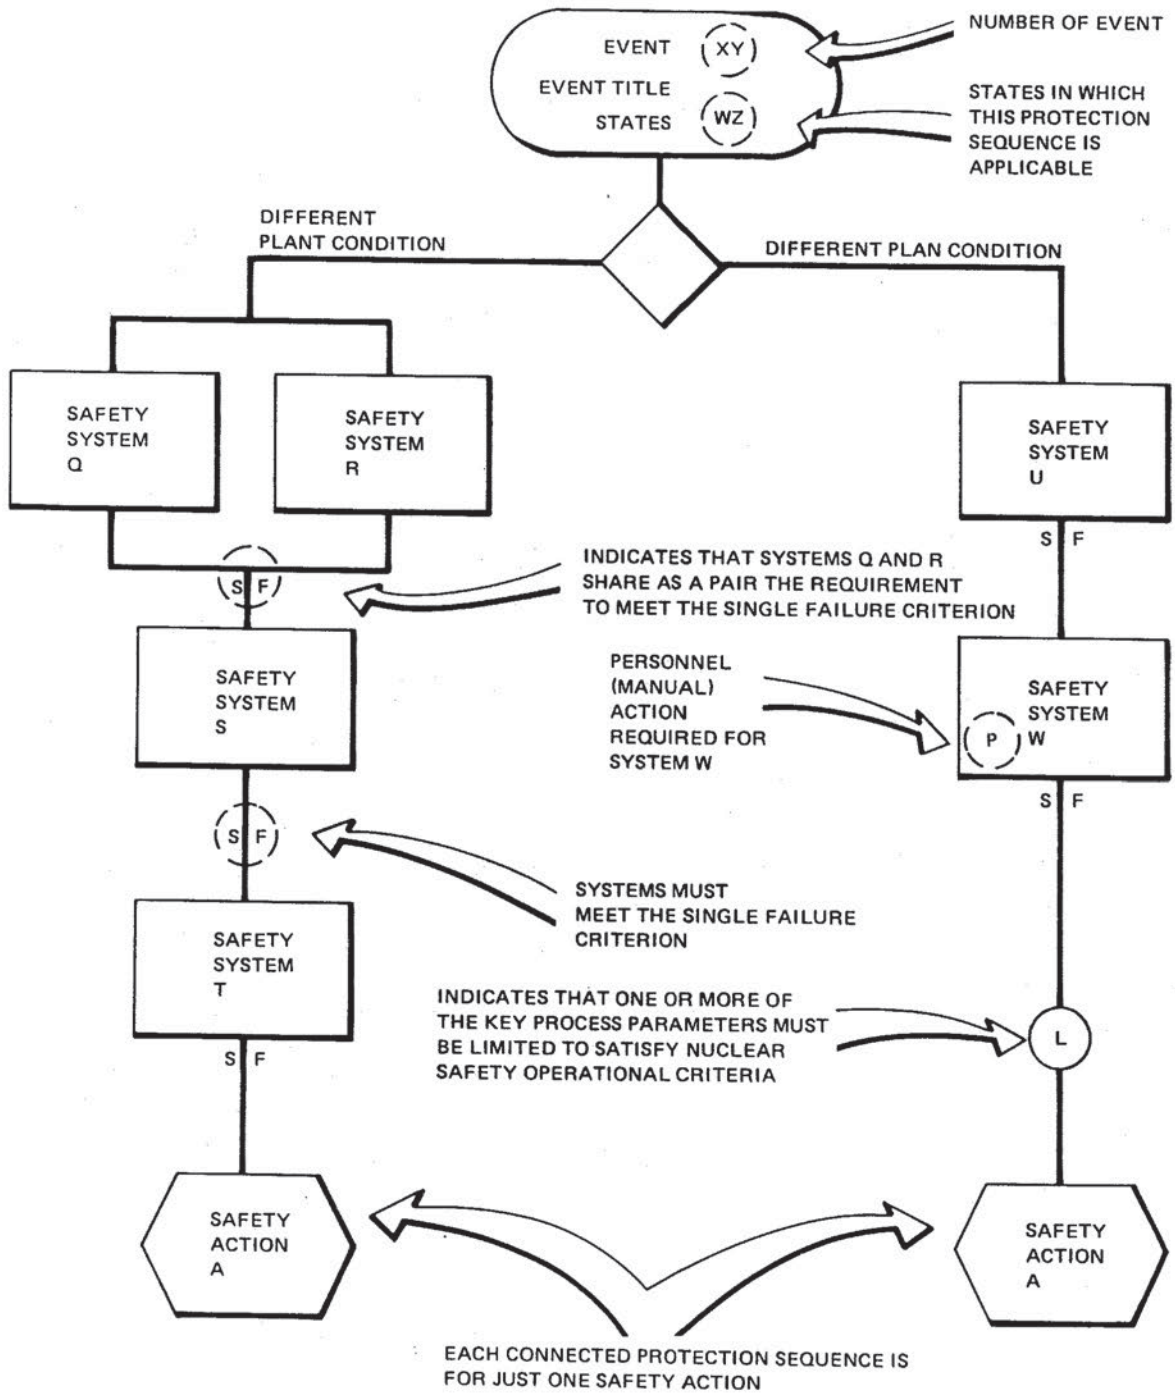 EVENT XY
EVENT TITLE
STATES WZ
NUMBER OF EVENT
STATES IN WHICH
THIS PROTECTION
SEQUENCE IS
APPLICABLE
DIFFERENT
PLANT CONDITION
DIFFERENT PLAN CONDITION
SAFETY
SYSTEM
Q
SAFETY
SYSTEM
R
SAFETY
SYSTEM
U
S F
S F
INDICATES THAT SYSTEMS Q AND R
SHARE AS A PAIR THE REQUIREMENT
TO MEET THE SINGLE FAILURE CRITERION
SAFETY
SYSTEM
S
PERSONNEL
(MANUAL)
ACTION
REQUIRED FOR
SYSTEM W
SAFETY
SYSTEM
P W
S F
S F
SYSTEMS MUST
MEET THE SINGLE FAILURE
CRITERION
SAFETY
SYSTEM
T
INDICATES THAT ONE OR MORE OF
THE KEY PROCESS PARAMETERS MUST
BE LIMITED TO SATISFY NUCLEAR
SAFETY OPERATIONAL CRITERIA
L
S F
SAFETY
ACTION
A
SAFETY
ACTION
A
EACH CONNECTED PROTECTION SEQUENCE IS
FOR JUST ONE SAFETY ACTION